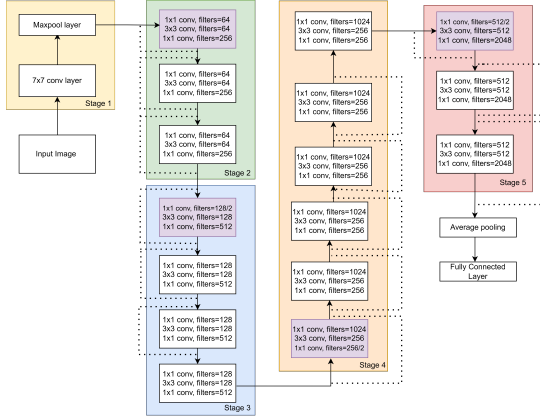 Maxpool layer
7x7 conv layer
Stage 1
Input Image
1x1 conv, filters=64
3x3 conv, filters=64
1x1 conv, filters=256
1x1 conv, filters=64
3x3 conv, filters=64
1x1 conv, filters=256
1x1 conv, filters=64
3x3 conv, filters=64
1x1 conv, filters=256
Stage 2
1x1 conv, filters=128/2
3x3 conv, filters=128
1x1 conv, filters=512
1x1 conv, filters=128
3x3 conv, filters=128
1x1 conv, filters=512
1x1 conv, filters=128
3x3 conv, filters=128
1x1 conv, filters=512
1x1 conv, filters=128
3x3 conv, filters=128
1x1 conv, filters=512
Stage 3
1x1 conv, filters=1024
3x3 conv, filters=256
1x1 conv, filters=256
1x1 conv, filters=1024
3x3 conv, filters=256
1x1 conv, filters=256
1x1 conv, filters=1024
3x3 conv, filters=256
1x1 conv, filters=256
1x1 conv, filters=1024
3x3 conv, filters=256
1x1 conv, filters=256
1x1 conv, filters=1024
3x3 conv, filters=256
1x1 conv, filters=256
1x1 conv, filters=1024
3x3 conv, filters=256
1x1 conv, filters=256/2
Stage 4
1x1 conv, filters=512/2
3x3 conv, filters=512
1x1 conv, filters=2048
1x1 conv, filters=512
3x3 conv, filters=512
1x1 conv, filters=2048
1x1 conv, filters=512
3x3 conv, filters=512
1x1 conv, filters=2048
Stage 5
Average pooling
Fully Connected
Layer